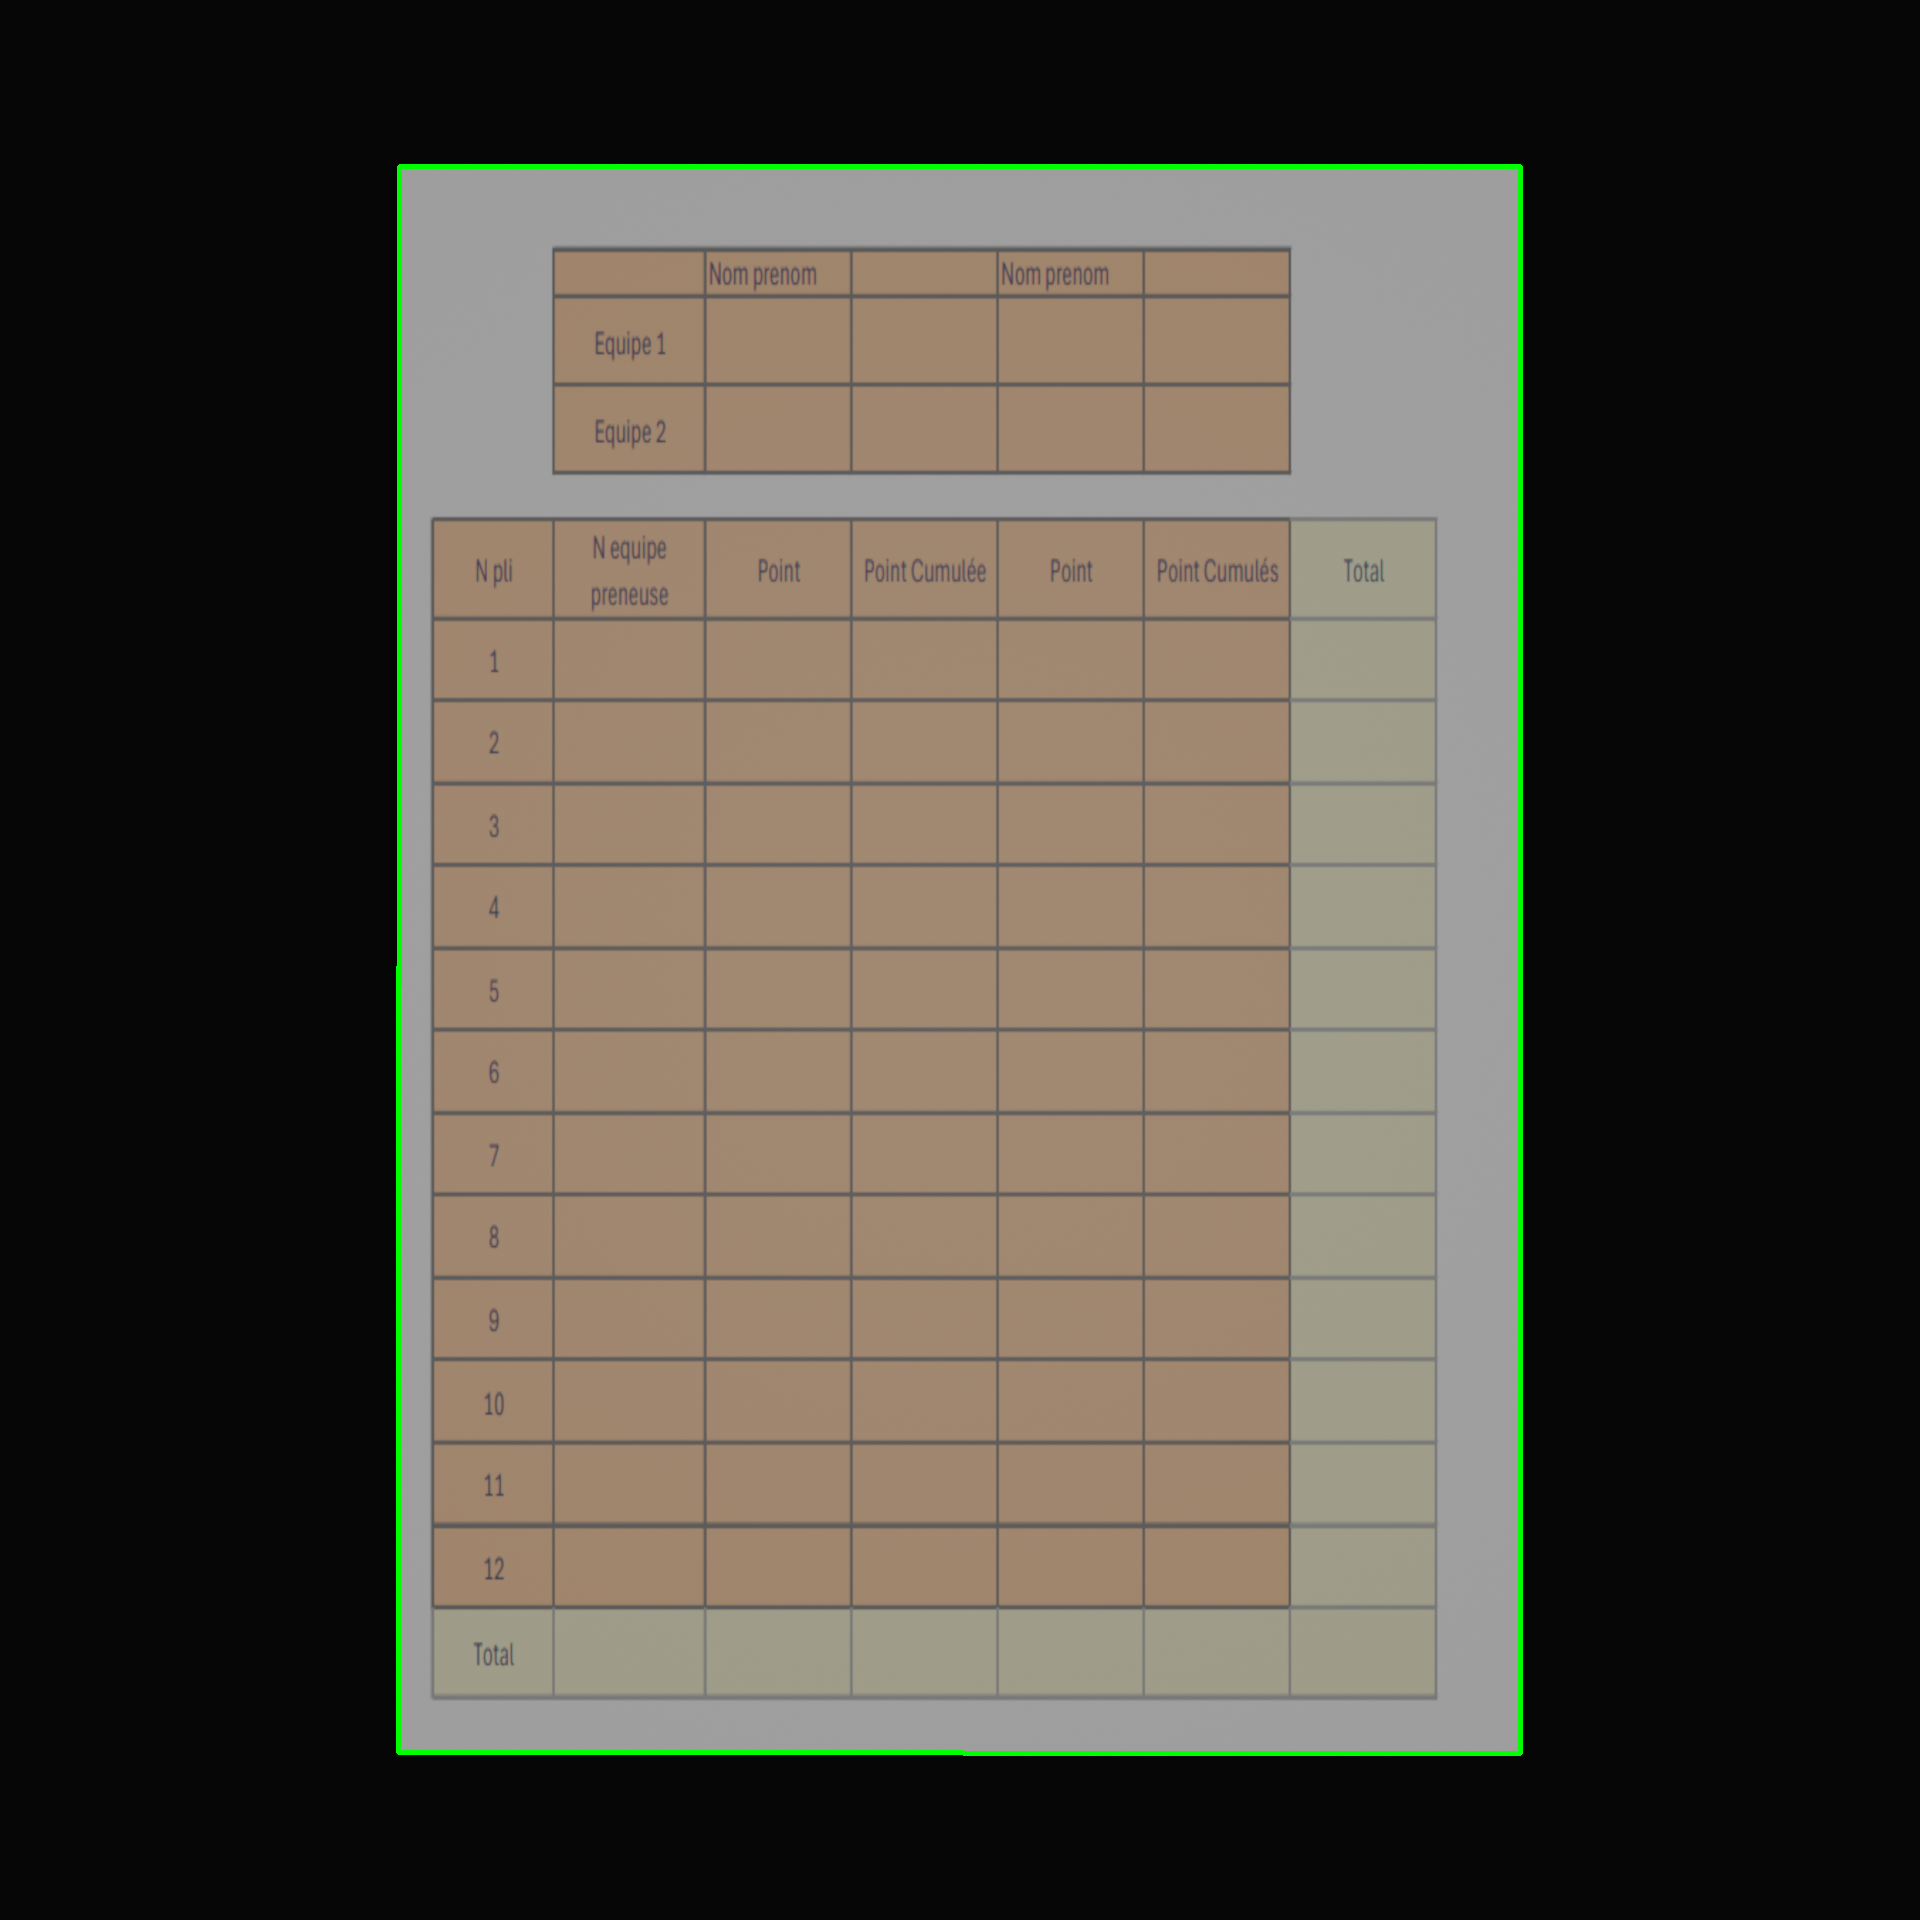 Nom prenom Nom prenom
Equipe 1
Equipe 2
N pli N equipe preneuse Point Point Cumulée Point Point Cumulés Total
1
2
3
4
5
6
7
8
9
10
11
12
Total